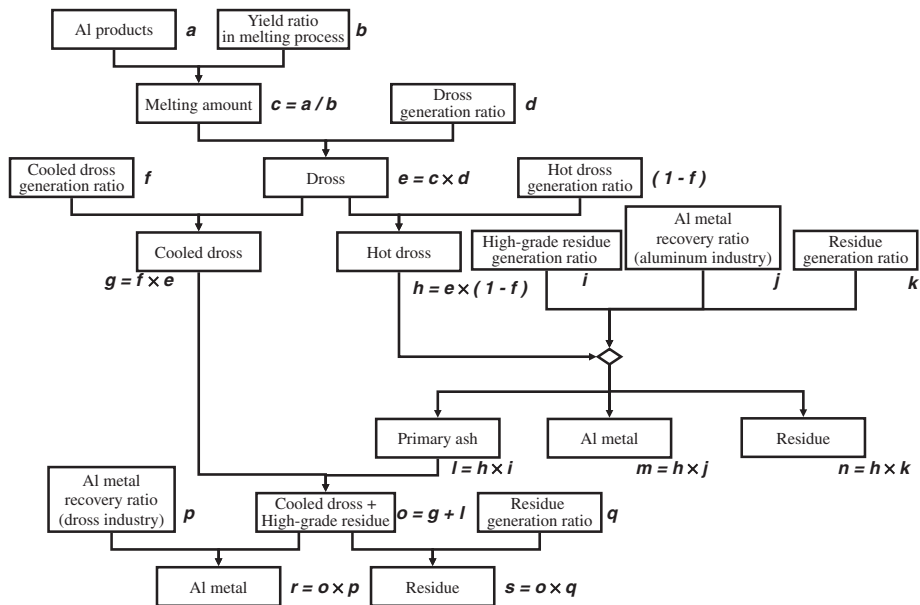 Al products
a
Yield ratio
in melting process
b
Melting amount
c = a / b
Dross
generation ratio
d
Cooled dross
generation ratio
f
Dross
e = c × d
Hot dross
generation ratio
( 1 - f )
Cooled dross
g = f × e
Hot dross
h = e × ( 1 - f )
High-grade residue
generation ratio
i
Al metal
recovery ratio
(aluminum industry)
j
Residue
generation ratio
k
Primary ash
l = h × i
Al metal
m = h × j
Residue
n = h × k
Al metal
recovery ratio
(dross industry)
p
Cooled dross +
High-grade residue
o = g + l
Residue
generation ratio
q
Al metal
r = o × p
Residue
s = o × q